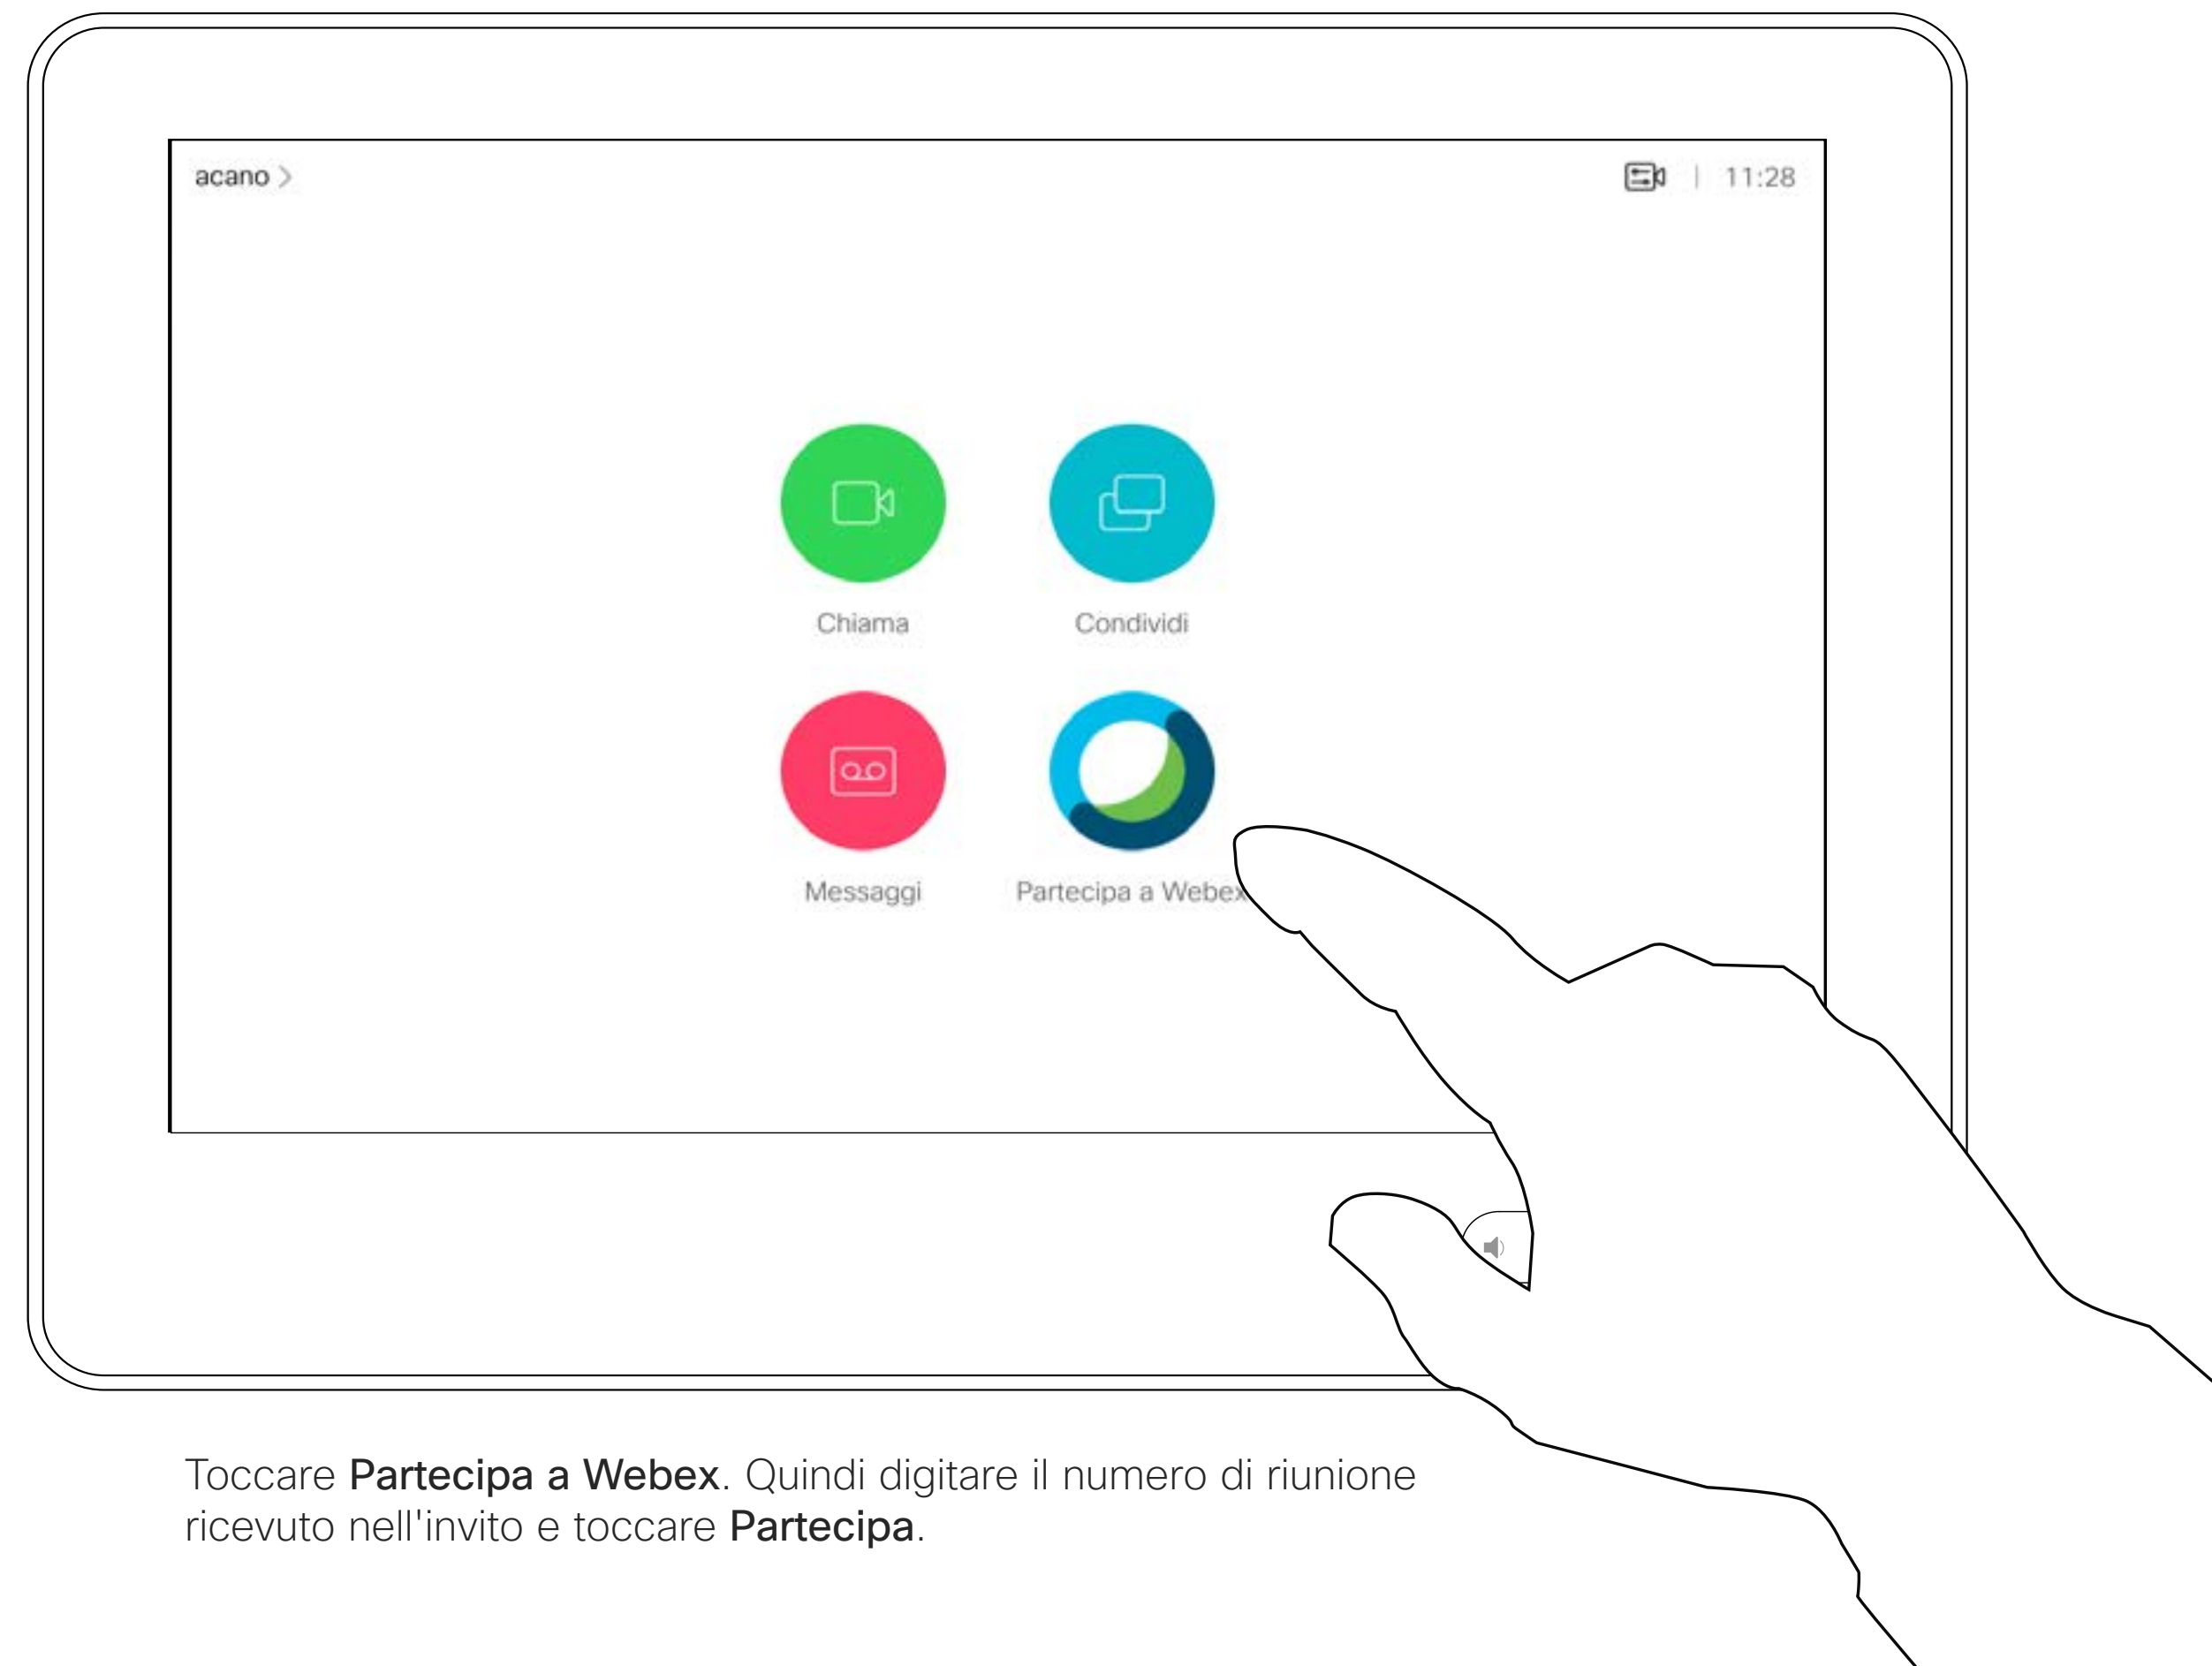 acano
11:28
Chiama
Condividi
Messaggi
Partecipa a Webex
Toccare Partecipa a Webex. Quindi digitare il numero di riunione
ricevuto nell'invito e toccare Partecipa.